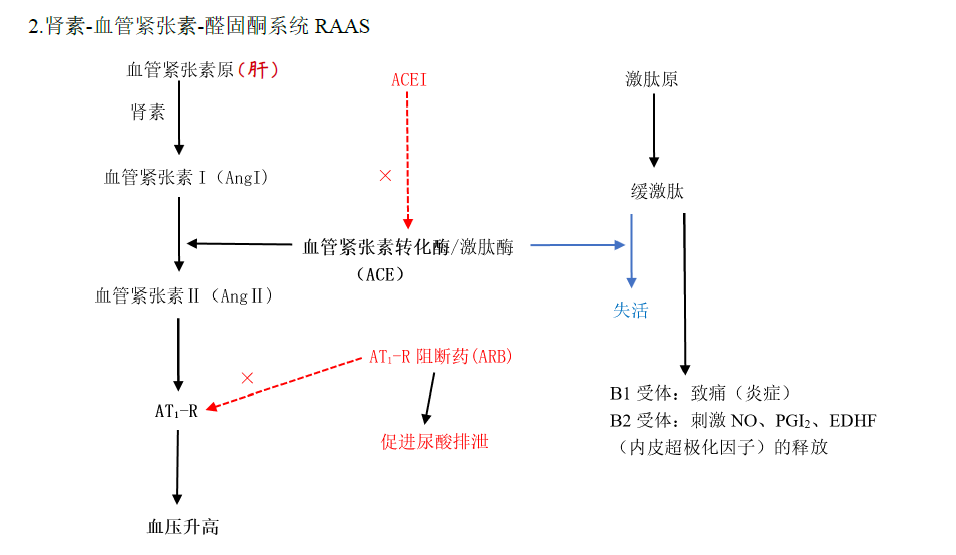 2.肾素-血管紧张素-醛固酮系统 RAAS
血管紧张素原(肝)
ACEI
激肽原
肾素
×
血管紧张素Ⅰ(AngⅠ)
缓激肽
血管紧张素转化酶/激肽酶
(ACE)
血管紧张素Ⅱ(AngⅡ)
失活
AT₁-R 阻断药(ARB)
×
B1 受体：致痛（炎症）
AT₁-R
B2 受体：刺激 NO、PGI₂、EDHF
促进尿酸排泄
（内皮超极化因子）的释放
血压升高